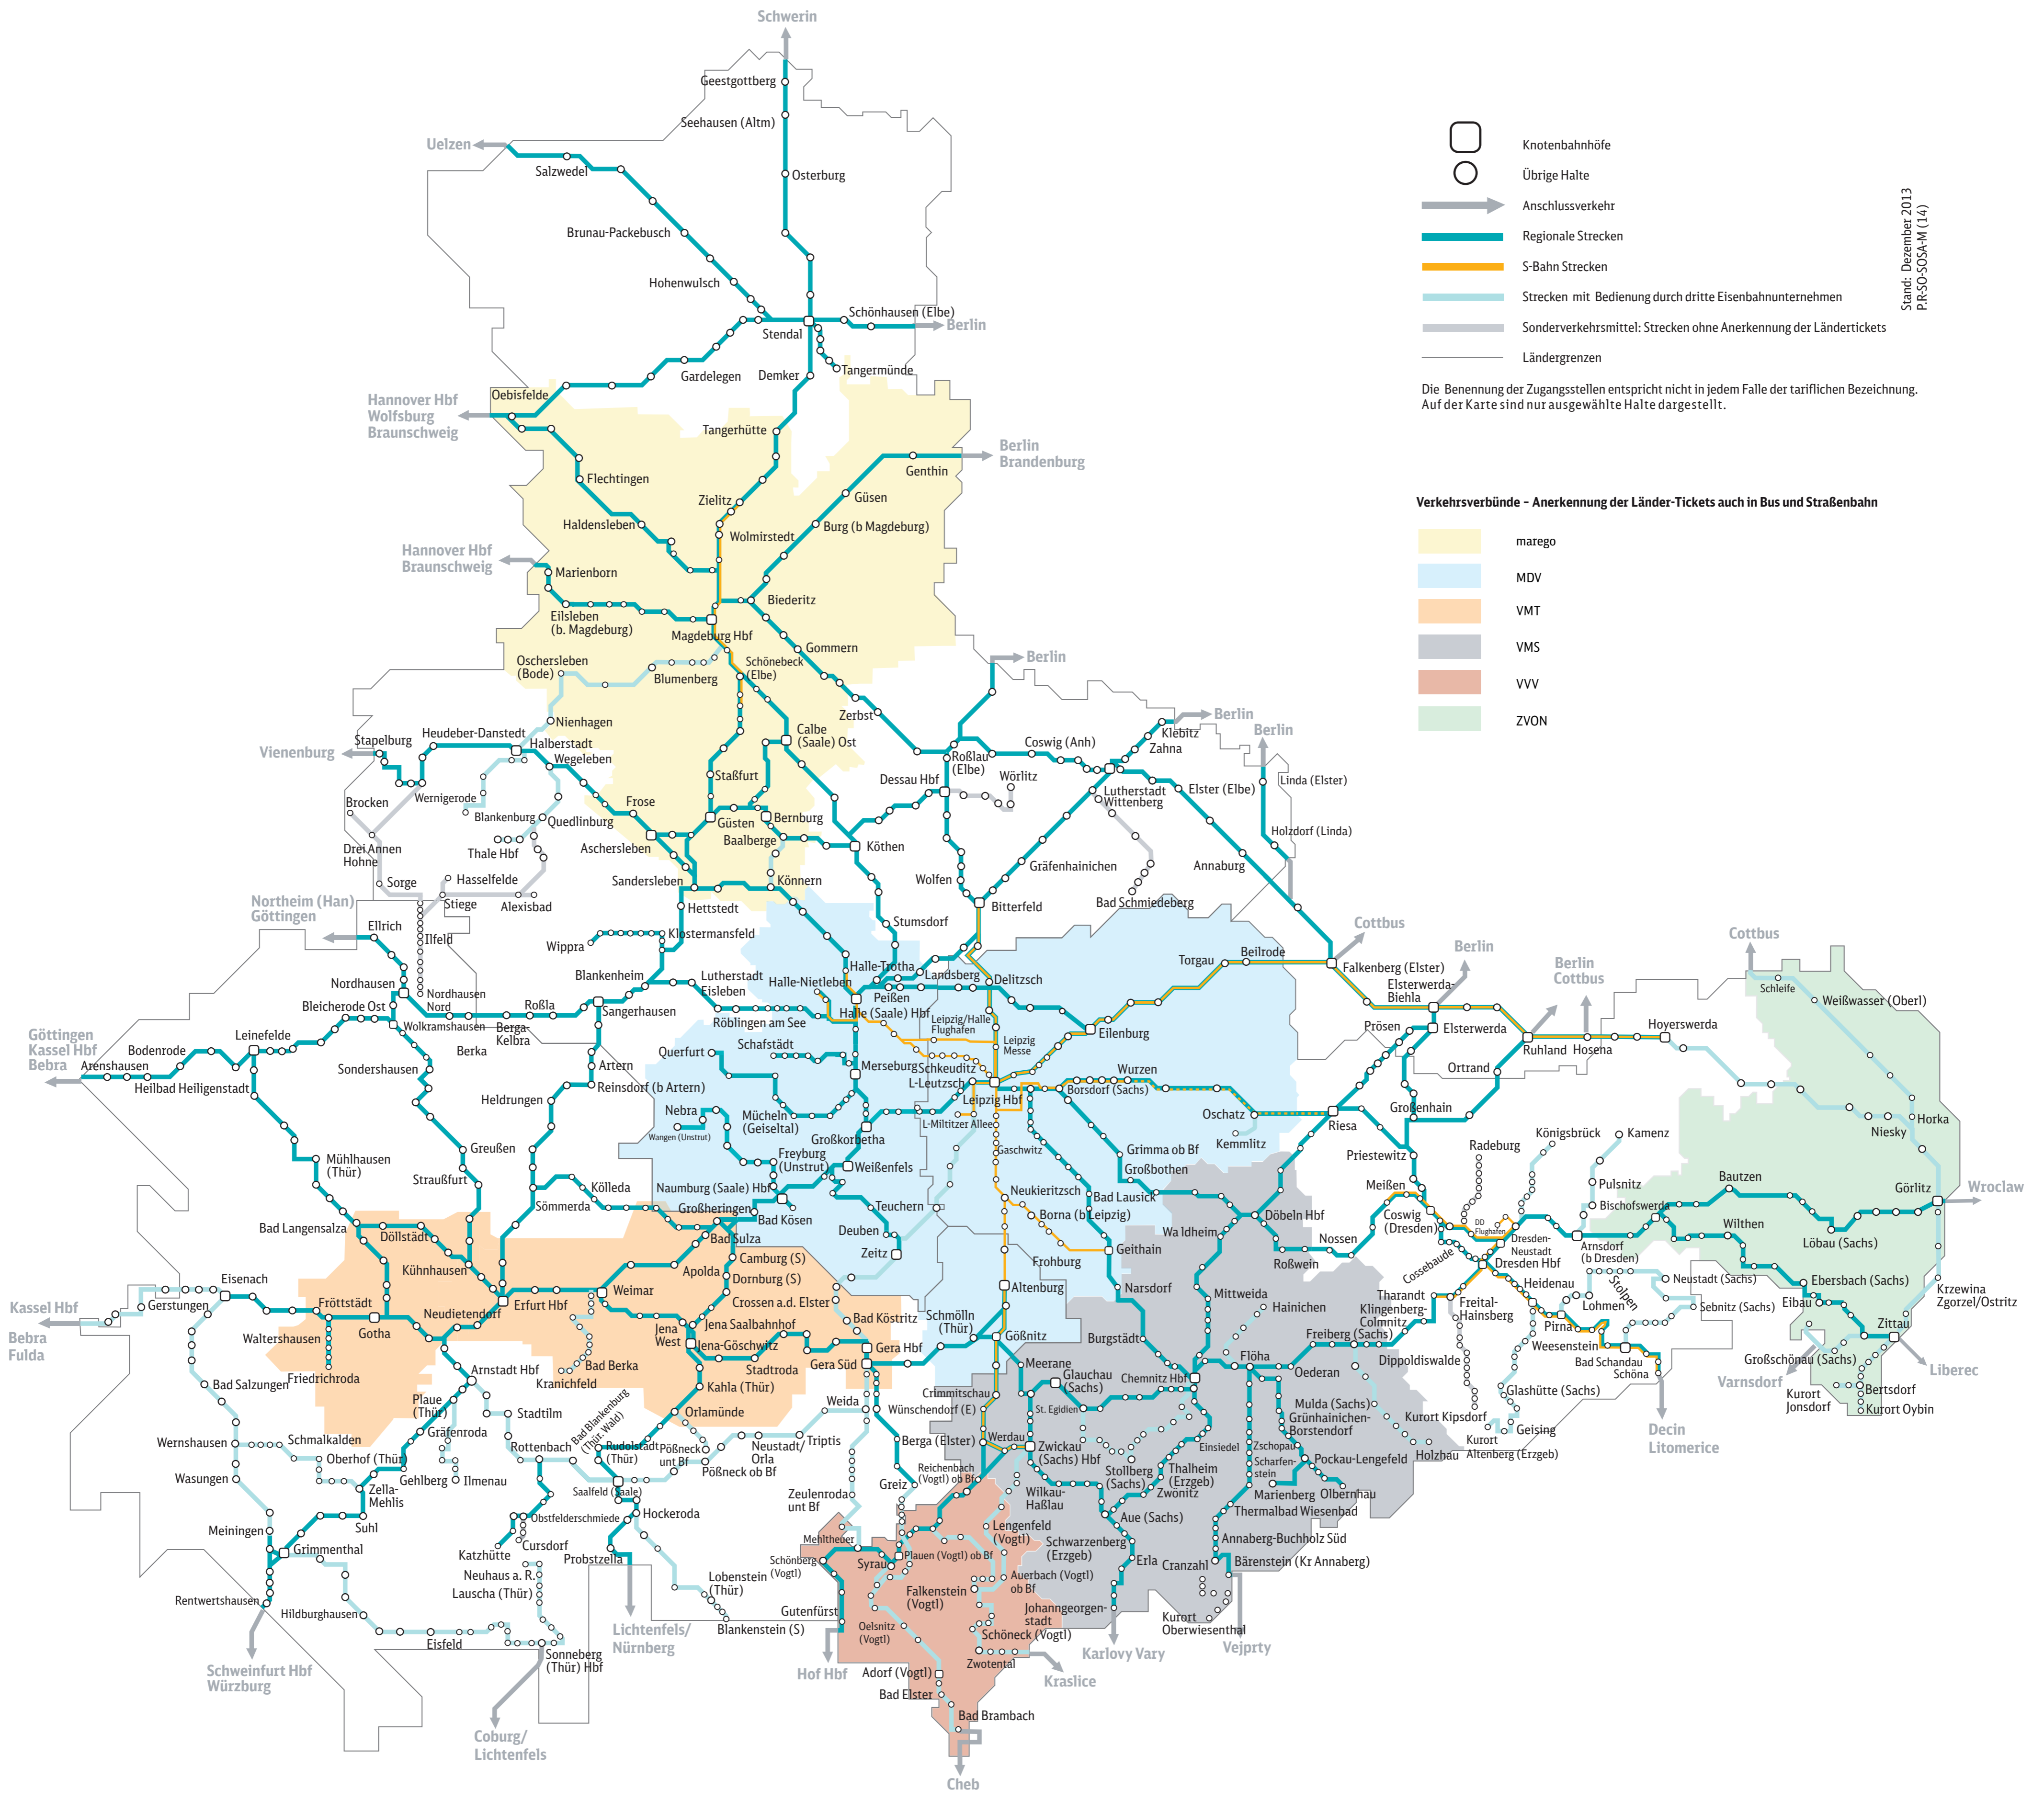 Schwerin
Geestgottberg
Seehausen (Altm)
Uelzen
Salzwedel
Osterburg
Brunau-Packebusch
Hohenwulsch
Schönhausen (Elbe)
Berlin
Stendal
Tangermünde
Gardelegen
Demker
Oebisfelde
Hannover Hbf
Wolfsburg
Braunschweig
Tangerhütte
Berlin
Brandenburg
Genthin
Flechtingen
Zielitz
Güsen
Haldensleben
Burg (b Magdeburg)
Wolmirstedt
Hannover Hbf
Braunschweig
Marienborn
Biederitz
Eilsleben
(b. Magdeburg)
Magdeburg Hbf
Gommern
Berlin
Oschersleben
(Bode)
Schönebeck
(Elbe)
Blumenberg
Zerbst
Nienhagen
Berlin
Berlin
Klebitz
Zahna
Stapelburg
Vienenburg
Heudeber-Danstedt
Halberstadt
Wegeleben
Calbe
(Saale) Ost
Coswig (Anh)
Roßlau
(Elbe)
Wörlitz
Dessau Hbf
Staßfurt
Linda (Elster)
Elster (Elbe)
Lutherstadt
Wittenberg
Brocken
Wernigerode
Blankenburg
Quedlinburg
Frose
Güsten
Bernburg
Baalberge
Holzdorf (Linda)
Drei Annen
Hohne
Thale Hbf
Aschersleben
Köthen
Annaburg
Gräfenhainichen
Sorge
Hasselfelde
Stiege
Alexisbad
Sandersleben
Könnern
Wolfen
Bitterfeld
Bad Schmiedeberg
Northeim (Han)
Göttingen
Ellrich
Ilfeld
Hettstedt
Klostermansfeld
Wippra
Stumsdorf
Cottbus
Berlin
Berlin
Cottbus
Cottbus
Torgau
Beilrode
Falkenberg (Elster)
Elsterwerda-
Biehla
Blankenheim
Lutherstadt
Eisleben
Halle-Trotha
Halle-Nietleben
Landsberg
Delitzsch
Peißen
Halle (Saale) Hbf
Schleife
Weißwasser (Oberl)
Nordhausen
Nordhausen
Nord
Bleicherode Ost
Wolkramshausen
Roßla
Berga-
Kelbra
Sangerhausen
Röblingen am See
Leipzig/Halle
Flughafen
Leipzig
Messe
Eilenburg
Prösen
Elsterwerda
Ruhland
Hosena
Hoyerswerda
Göttingen
Kassel Hbf
Bebra
Leinefelde
Bodenrode
Arenshausen
Heilbad Heiligenstadt
Berka
Sondershausen
Artern
Reinsdorf (b Artern)
Heldrungen
Schafstädt
Querfurt
Merseburg
Schkeuditz
L-Leutzsch
Leipzig Hbf
Wurzen
Borsdorf (Sachs)
Ortrand
Großenhain
Oschatz
Kemmlitz
Riesa
Nebra
Wangen (Unstrut)
Mücheln
(Geiseltal)
L-Miltitzer Allee
Großkorbetha
Gaschwitz
Grimma ob Bf
Großbothen
Priestewitz
Radeburg
Königsbrück
Kamenz
Horka
Niesky
Mühlhausen
(Thür)
Greußen
Straußfurt
Freyburg
(Unstrut)
Weißenfels
Naumburg (Saale) Hbf
Teuchern
Neukieritzsch
Bad Lausick
Borna (b Leipzig)
Meißen
Coswig
(Dresden)
DD
Flughafen
Pulsnitz
Bischofswerda
Bautzen
Görlitz
Wroclaw
Kölleda
Sömmerda
Großheringen
Bad Kösen
Bad Sulza
Bad Langensalza
Döllstädt
Kühnhausen
Deuben
Zeitz
Frohburg
Geithain
Waldheim
Döbeln Hbf
Nossen
Roßwein
Cossebaude
Dresden-
Neustadt
Dresden Hbf
Arnsdorf
(b Dresden)
Wilthen
Löbau (Sachs)
Camburg (S)
Dornburg (S)
Apolda
Eisenach
Gerstungen
Kassel Hbf
Bebra
Fulda
Fröttstädt
Gotha
Neudietendorf
Erfurt Hbf
Weimar
Crossen a.d. Elster
Bad Köstritz
Altenburg
Narsdorf
Mittweida
Hainichen
Tharandt
Klingenberg-
Colmnitz
Freital-
Hainsberg
Heidenau
Stolpen
Lohmen
Neustadt (Sachs)
Sebnitz (Sachs)
Ebersbach (Sachs)
Eibau
Krzewina
Zgorzel/Ostritz
Zittau
Waltershausen
Friedrichroda
Jena
West
Jena Saalbahnhof
Jena-Göschwitz
Stadtroda
Gera Hbf
Gera Süd
Schmölln
(Thür)
Gößnitz
Burgstädt
Freiberg (Sachs)
Pirna
Weesenstein
Bad Schandau
Schöna
Großschönau (Sachs)
Liberec
Varnsdorf
Bad Berka
Kranichfeld
Kahla (Thür)
Meerane
Glauchau
(Sachs)
Chemnitz Hbf
Flöha
Oederan
Dippoldiswalde
Glashütte (Sachs)
Kurort
Jonsdorf
Bertsdorf
Kurort Oybin
Arnstadt Hbf
Bad Salzungen
Plaue
(Thür)
Stadtilm
Bad Blankenburg
(Thür. Wald)
Orlamünde
Weida
Crimmitschau
Wünschendorf (E)
St. Egidien
Mulda (Sachs)
Grünhainichen-
Borstendorf
Kurort Kipsdorf
Kurort
Altenberg (Erzgeb)
Geising
Decin
Litomerice
Wernshausen
Schmalkalden
Gräfenroda
Oberhof (Thür)
Gehlberg
Ilmenau
Rottenbach
Rudolstadt
(Thür)
Pößneck
unt Bf
Pößneck ob Bf
Neustadt/
Orla
Triptis
Berga (Elster)
Werdau
Zwickau
(Sachs) Hbf
Einsiedel
Zschopau
Scharfen-
stein
Pockau-Lengefeld
Holzhau
Wasungen
Zella-
Mehlis
Suhl
Saalfeld (Saale)
Zeulenroda
unt Bf
Reichenbach
(Vogtl) ob Bf
Greiz
Wilkau-
Haßlau
Stollberg
(Sachs)
Thalheim
(Erzgeb)
Zwönitz
Marienberg
Olbernhau
Thermalbad Wiesenbad
Meiningen
Grimmenthal
Obstfelderschmiede
Hockeroda
Cursdorf
Katzhütte
Probstzella
Mehltheuer
Schönberg
(Vogtl)
Syrau
Plauen (Vogtl) ob Bf
Lengenfeld
(Vogtl)
Aue (Sachs)
Schwarzenberg
(Erzgeb)
Erla
Annaberg-Buchholz Süd
Cranzahl
Bärenstein (Kr Annaberg)
Neuhaus a. R.
Lauscha (Thür)
Lobenstein
(Thür)
Blankenstein (S)
Rentwertshausen
Hildburghausen
Eisfeld
Sonneberg
(Thür) Hbf
Gutenfürst
Oelsnitz
(Vogtl)
Falkenstein
(Vogtl)
Auerbach (Vogtl)
ob Bf
Johanngeorgen-
stadt
Schöneck (Vogtl)
Kurort
Oberwiesenthal
Vejprty
Karlovy Vary
Lichtenfels/
Nürnberg
Schweinfurt Hbf
Würzburg
Coburg/
Lichtenfels
Hof Hbf
Adorf (Vogtl)
Zwotental
Kraslice
Bad Elster
Bad Brambach
Cheb
Knotenbahnhöfe
Übrige Halte
Anschlussverkehr
Regionale Strecken
S-Bahn Strecken
Strecken mit Bedienung durch dritte Eisenbahnunternehmen
Sonderverkehrsmittel: Strecken ohne Anerkennung der Ländertickets
Ländergrenzen
Die Benennung der Zugangsstellen entspricht nicht in jedem Falle der tariflichen Bezeichnung.
Auf der Karte sind nur ausgewählte Halte dargestellt.
Stand: Dezember 2013
P.R-SO-SOSA-M (14)
Verkehrsverbünde – Anerkennung der Länder-Tickets auch in Bus und Straßenbahn
marego
MDV
VMT
VMS
VVV
ZVON